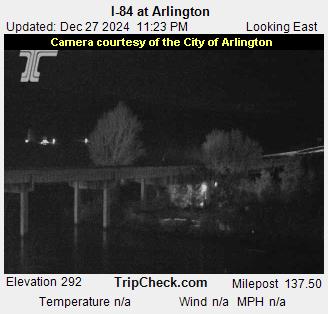 I-84 at Arlington
Updated: Dec 27 2024 11:23 PM Looking East
Camera courtesy of the City of Arlington
Elevation 292 TripCheck.com Milepost 137.50
Temperature n/a Wind n/a MPH n/a